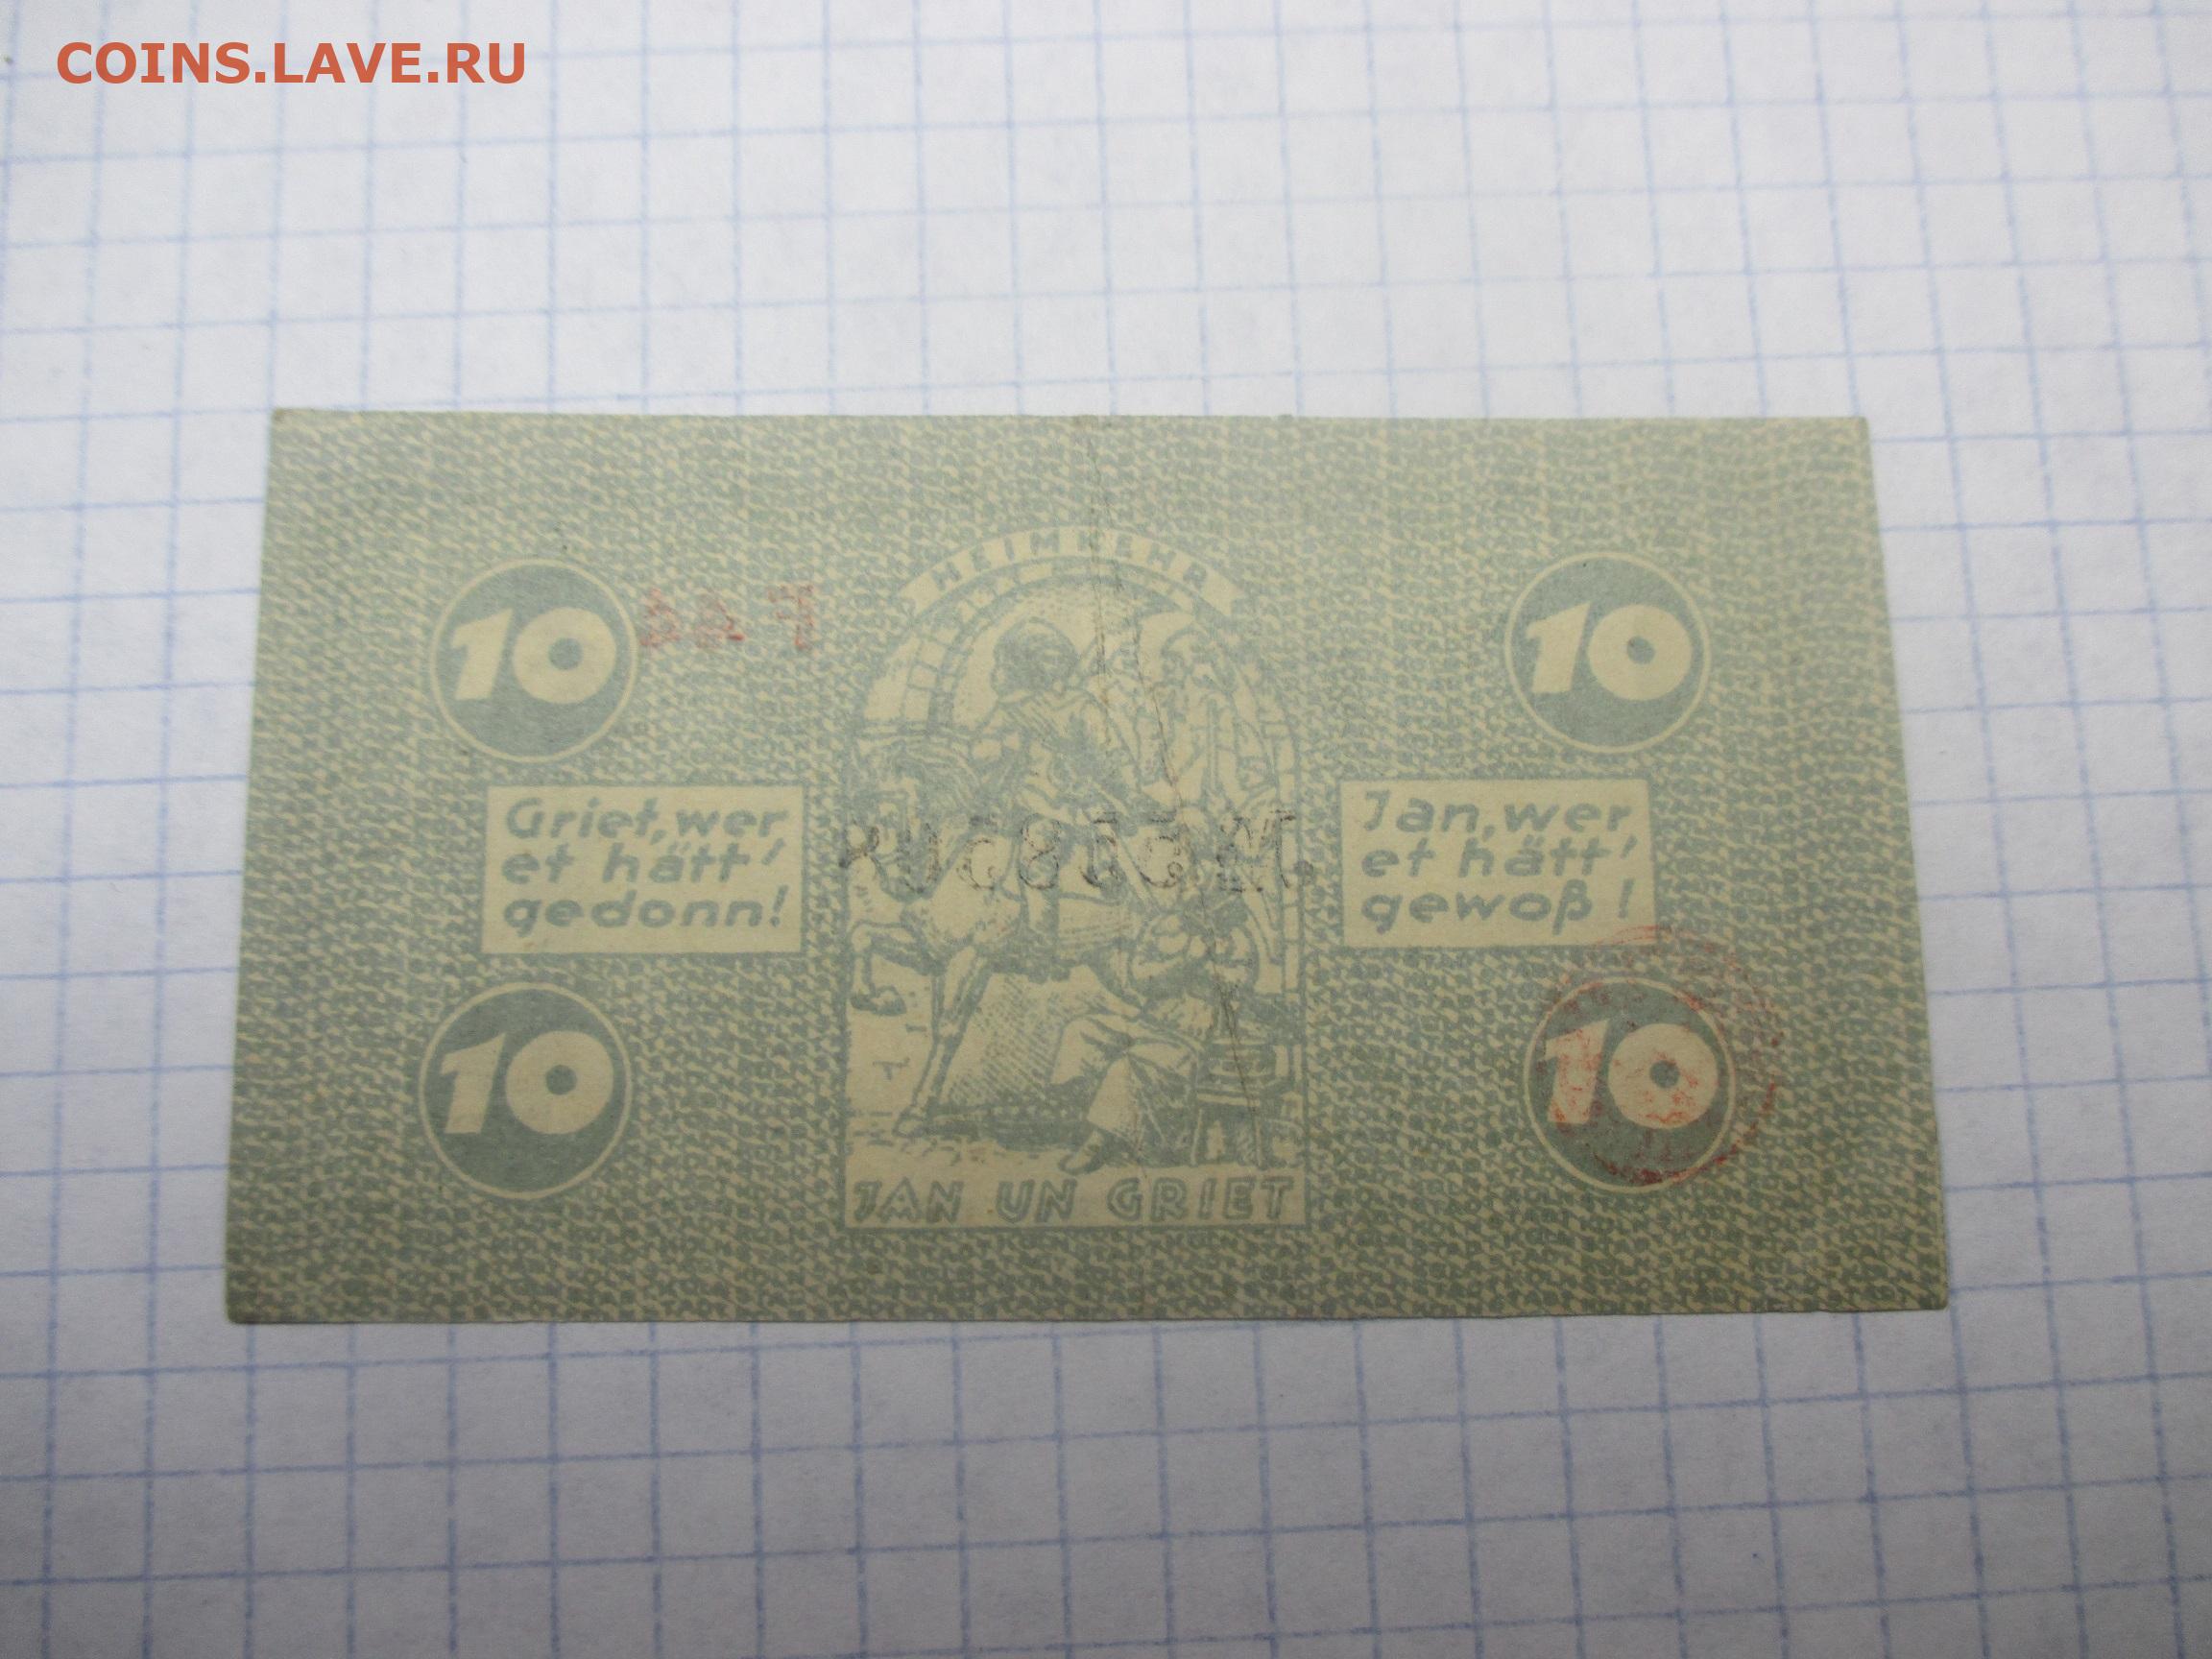 COINS.LAVE.RU
HEIMKEHR
10
10
Griet, wer
et hätt'
gedonn!
Jan, wer
et hätt'
gewoß!
10
10
JAN UN GRIET